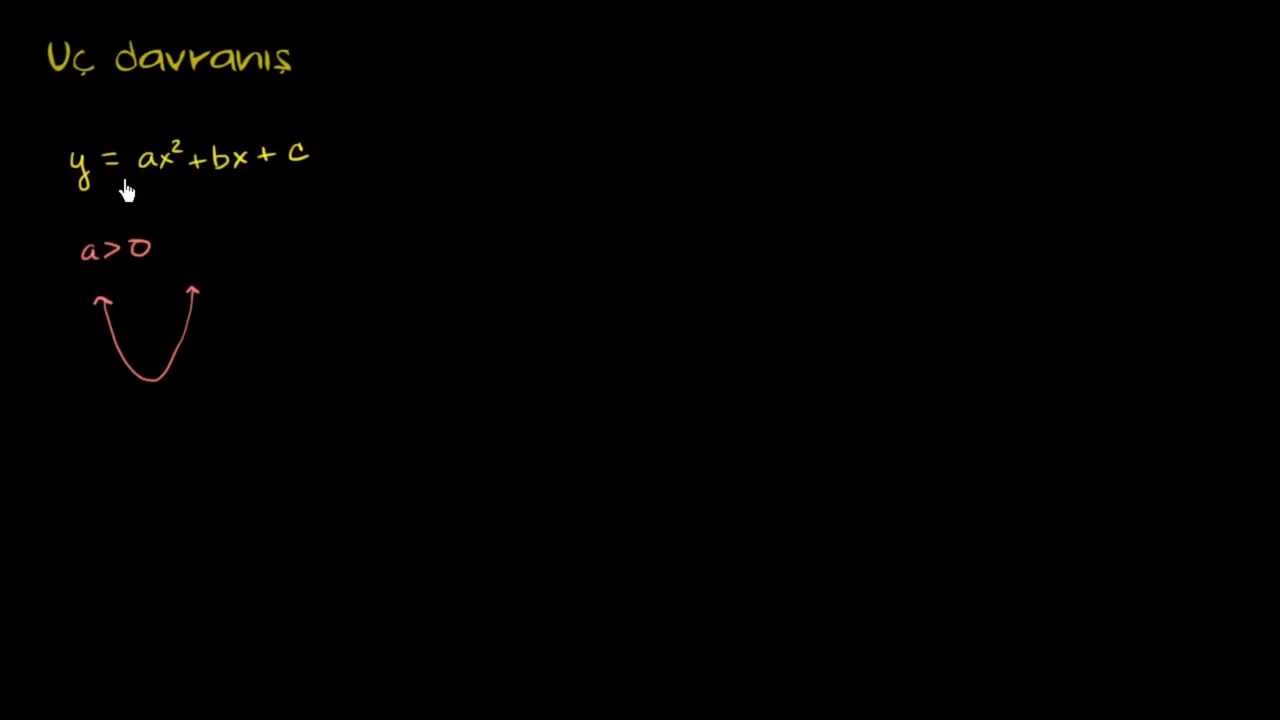 Uç davranış
y = ax² + bx + c
a > 0